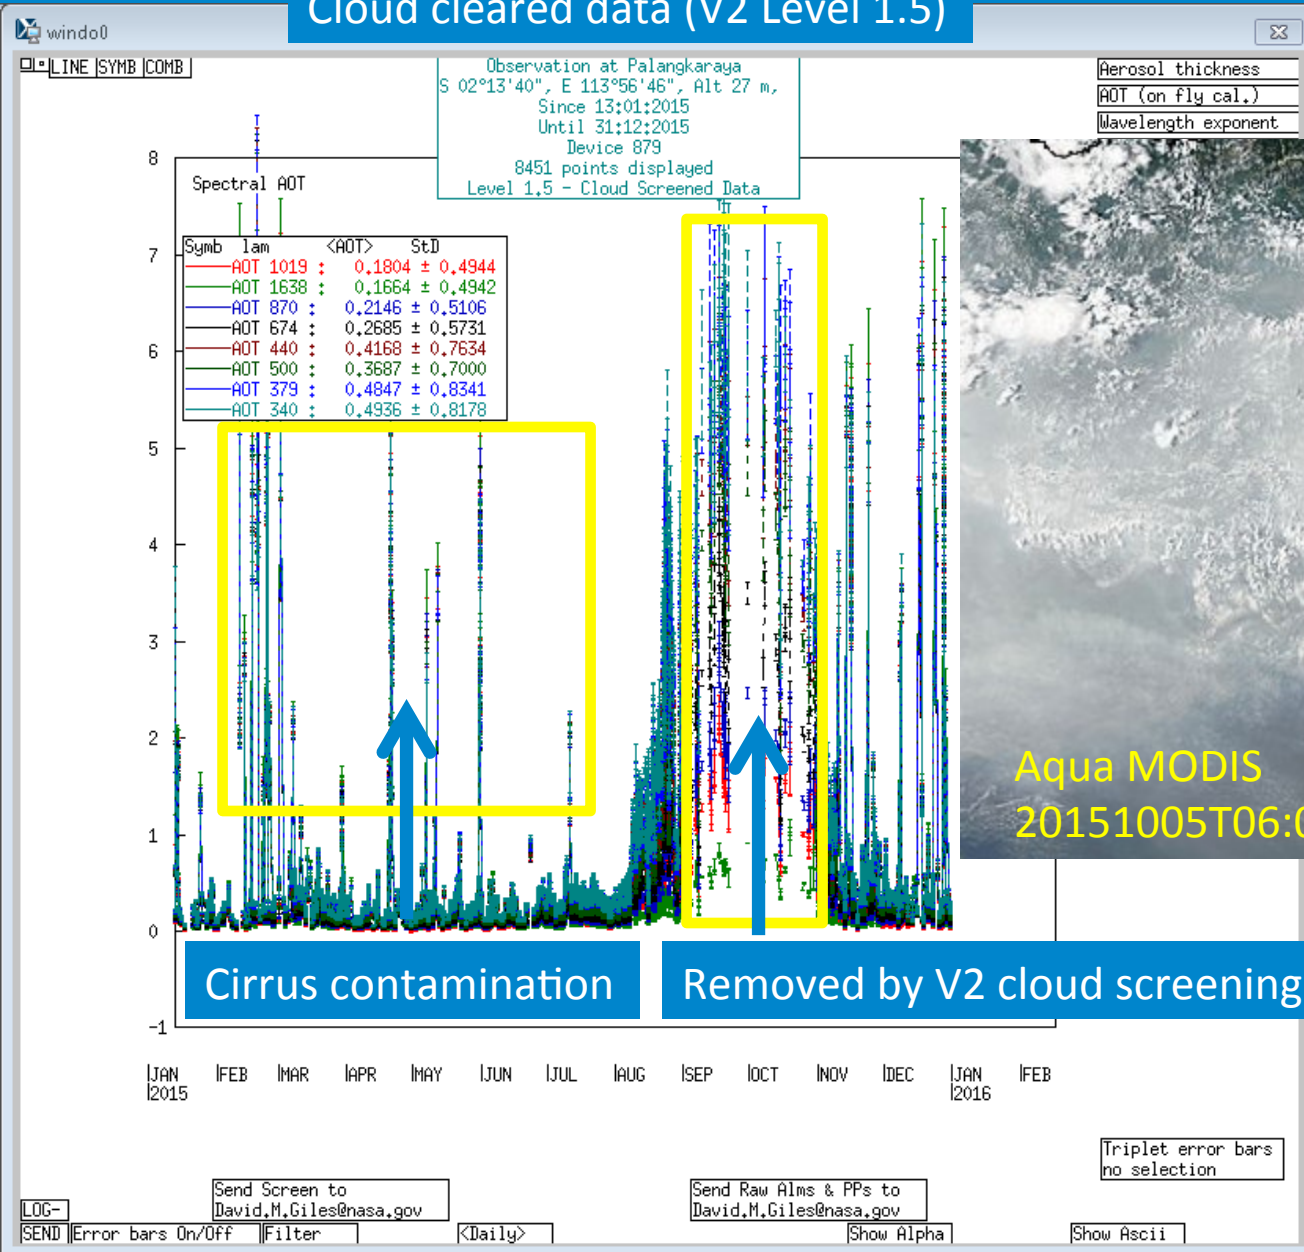 Cloud cleared data (V2 Level 1.5)
windo0
LINE SYMB COMB
Observation at Palangkaraya
S 02°13'40", E 113°56'46", Alt 27 m,
Since 13:01:2015
Until 31:12:2015
Device 879
8451 points displayed
Level 1.5 - Cloud Screened Data
Aerosol thickness
AOT (on fly cal.)
Wavelength exponent
Spectral AOT
Symb lam <AOT> StD
AOT 1019 : 0.1804 ± 0.4944
AOT 1638 : 0.1664 ± 0.4942
AOT 870 : 0.2146 ± 0.5106
AOT 674 : 0.2685 ± 0.5731
AOT 440 : 0.4168 ± 0.7634
AOT 500 : 0.3687 ± 0.7000
AOT 379 : 0.4847 ± 0.8341
AOT 340 : 0.4936 ± 0.8178
8
7
6
5
4
3
2
1
0
-1
Aqua MODIS
20151005T06:0
Cirrus contamination
Removed by V2 cloud screening
JAN FEB MAR APR MAY JUN JUL AUG SEP OCT NOV DEC JAN FEB
2015 2016
Triplet error bars
no selection
Send Screen to
David.M.Giles@nasa.gov
Send Raw Alms & PPs to
David.M.Giles@nasa.gov
LOG-
SEND Error bars On/Off Filter <Daily> Show Alpha Show Ascii